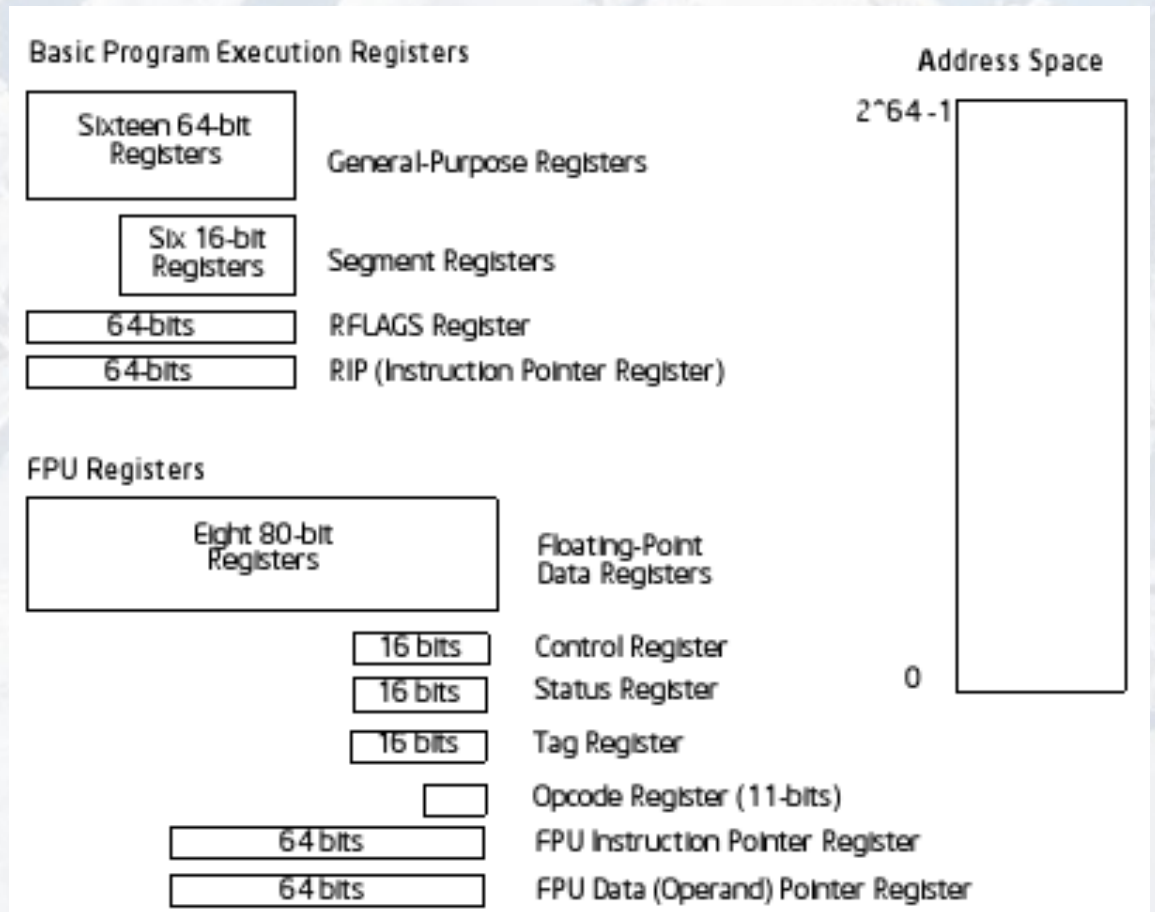 Basic Program Execution Registers
Address Space
Sixteen 64-bit
Registers
General-Purpose Registers
2^64-1
Six 16-bit
Registers
Segment Registers
64-bits
RFLAGS Register
64-bits
RIP (Instruction Pointer Register)
FPU Registers
Eight 80-bit
Registers
Floating-Point
Data Registers
16 bits
Control Register
16 bits
Status Register
0
16 bits
Tag Register
Opcode Register (11-bits)
64 bits
FPU Instruction Pointer Register
64 bits
FPU Data (Operand) Pointer Register